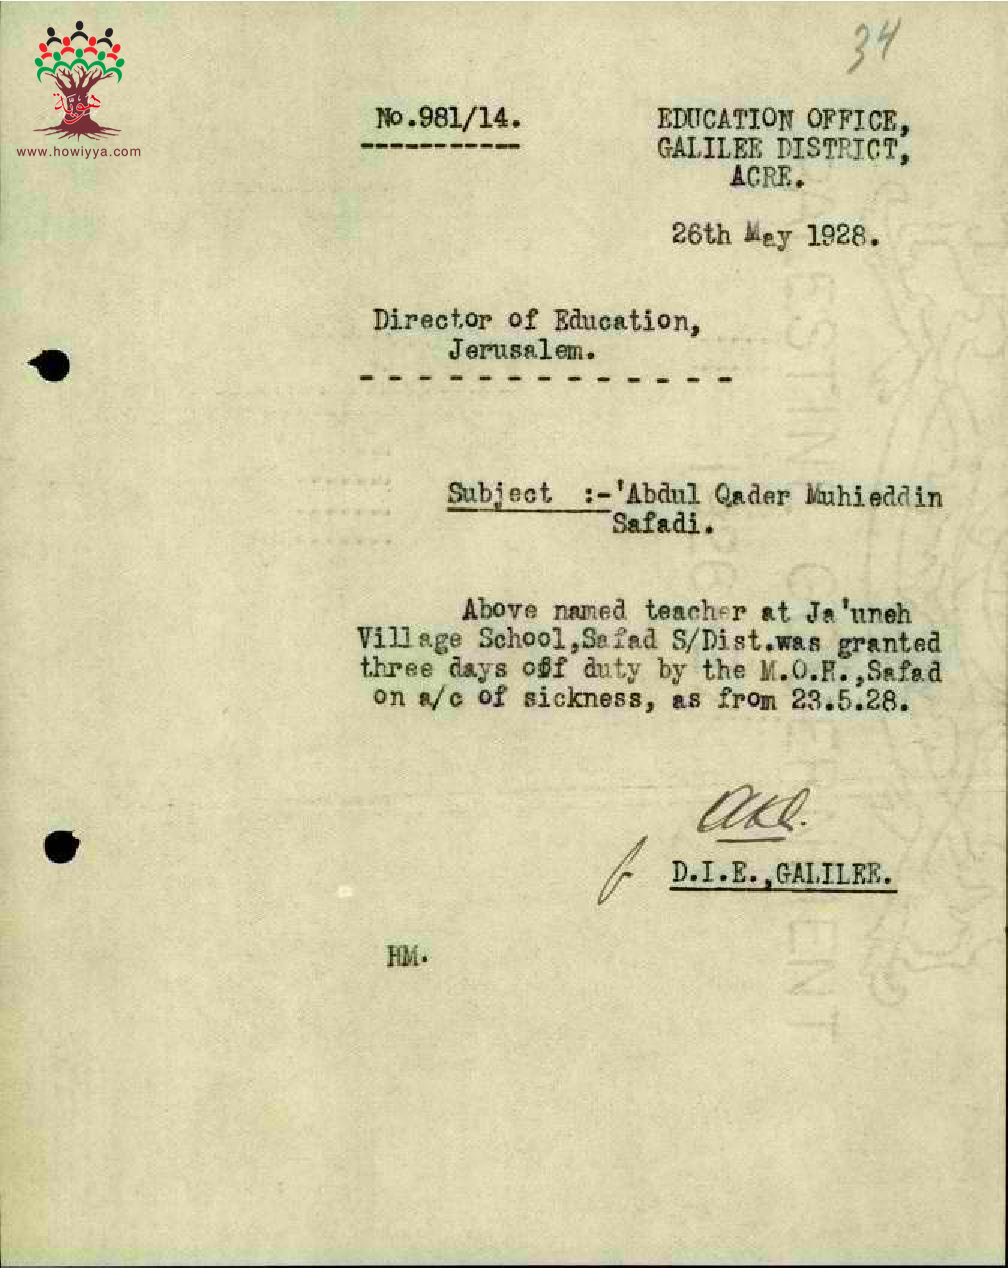 34
هوية
www.howiyya.com
No.981/14.
EDUCATION OFFICE,
GALILEE DISTRICT,
ACRE.
26th May 1928.
Director of Education,
Jerusalem.
Subject :-'Abdul Qader Muhieddin
Safadi.
Above named teacher at Ja'uneh
Village School,Safad S/Dist.was granted
three days off duty by the M.O.H.,Safad
on a/c of sickness, as from 23.5.28.
D.I.E.,GALILEE.
HM.